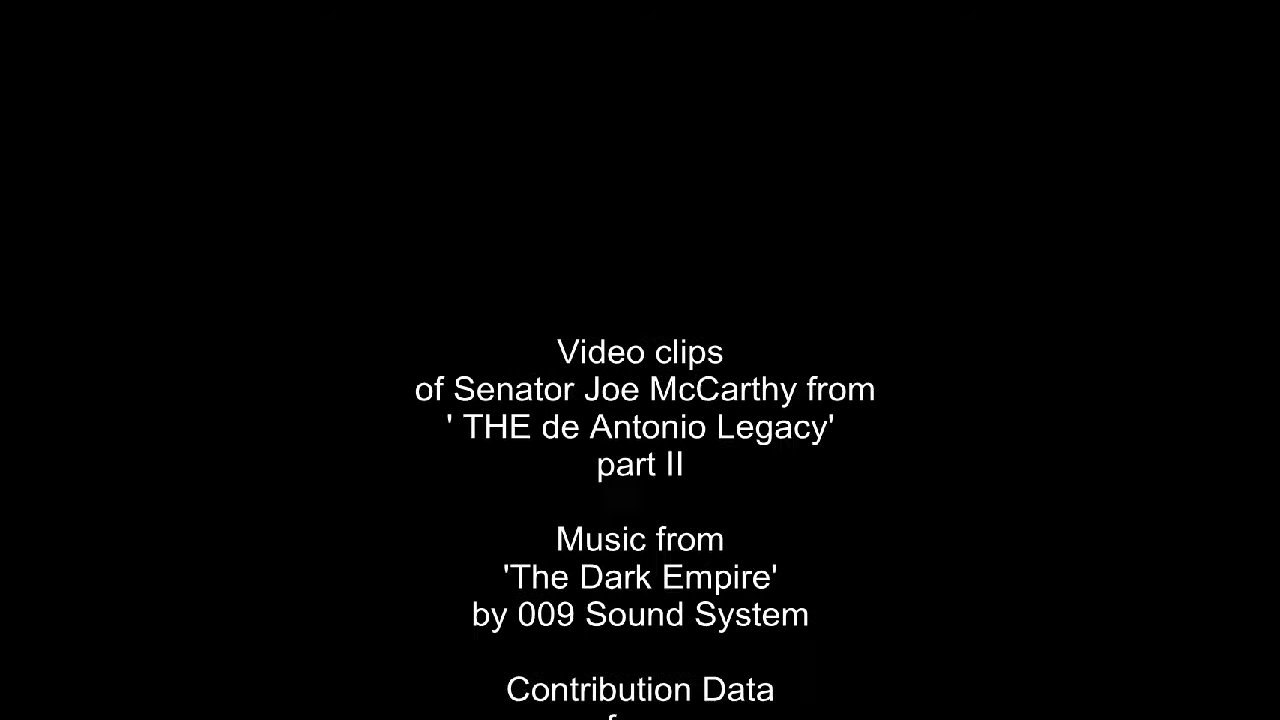 Video clips
of Senator Joe McCarthy from
' THE de Antonio Legacy'
part II
Music from
'The Dark Empire'
by 009 Sound System
Contribution Data